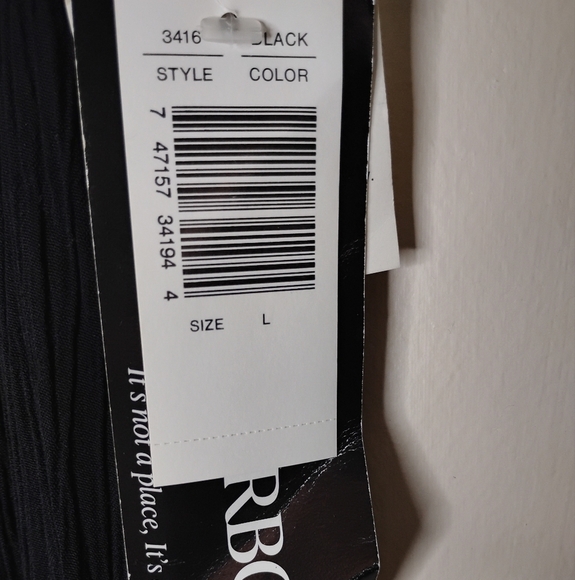 3416 BLACK
STYLE COLOR
7 47157 34194 4
SIZE L
It's not a place, It's
RBO